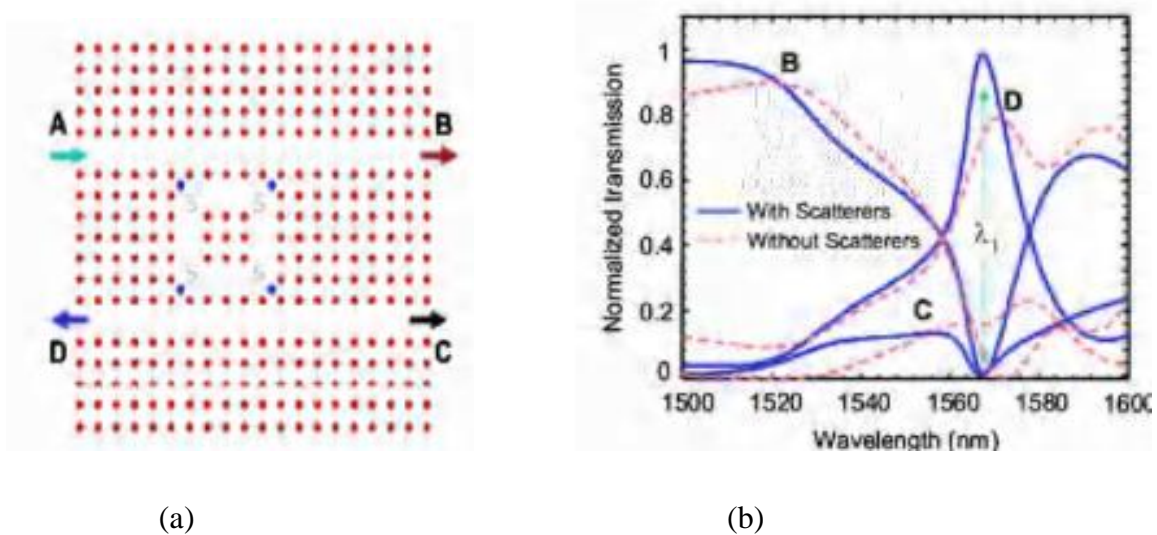 A
B
S S
S S
D
C
Normalized transmission
1
0.8
0.6
0.4
0.2
0
B
D
With Scatterers
Without Scatterers
λ1
C
1500 1520 1540 1560 1580 1600
Wavelength (nm)
(a) (b)